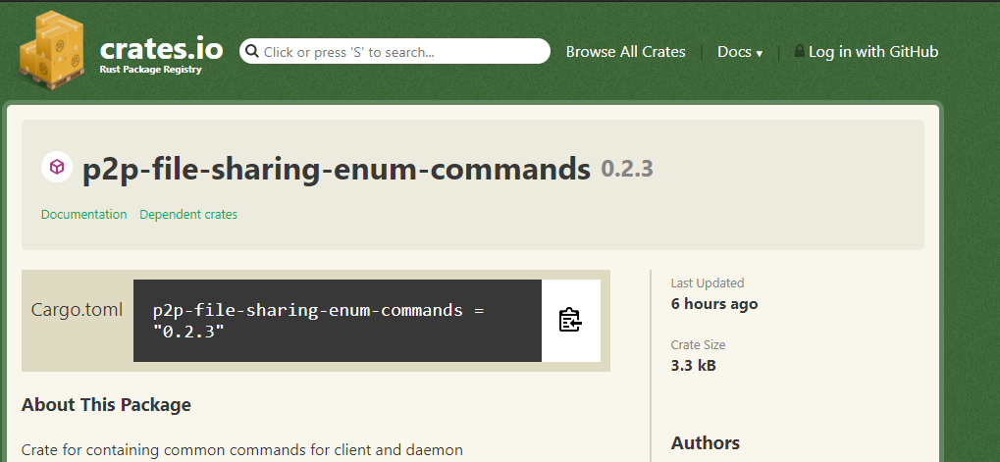 crates.io
Rust Package Registry
Click or press 'S' to search...
Browse All Crates
Docs ▾
Log in with GitHub
p2p-file-sharing-enum-commands 0.2.3
Documentation
Dependent crates
Cargo.toml
p2p-file-sharing-enum-commands =
"0.2.3"
Last Updated
6 hours ago
Crate Size
3.3 kB
About This Package
Crate for containing common commands for client and daemon
Authors